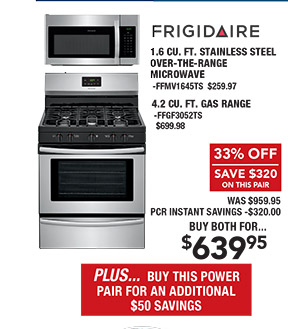 FRIGIDAIRE
1.6 CU. FT. STAINLESS STEEL
OVER-THE-RANGE
MICROWAVE
-FFMV1645TS $259.97
4.2 CU. FT. GAS RANGE
-FFGF3052TS
$699.98
33% OFF
SAVE $320
ON THIS PAIR
WAS $959.95
PCR INSTANT SAVINGS -$320.00
BUY BOTH FOR...
$639.95
PLUS... BUY THIS POWER
PAIR FOR AN ADDITIONAL
$50 SAVINGS